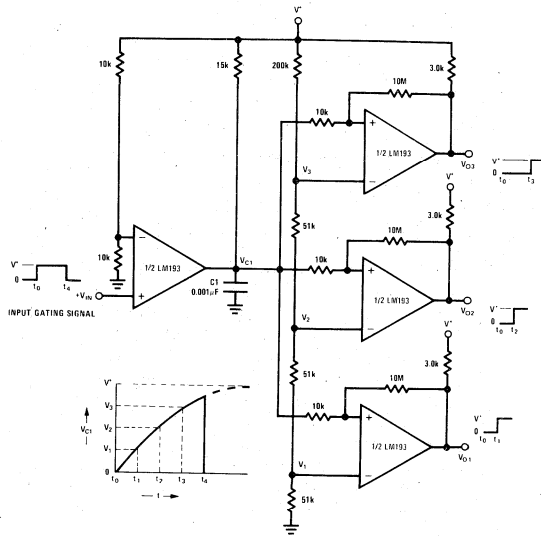 V+
10k
15k
200k
3.0k
10M
10k
+
1/2 LM193
−
VO3
V+
0
t0 t3
V3
51k
V+
3.0k
10M
10k
10k
−
1/2 LM193
+
VC1
+
1/2 LM193
−
VO2
V+
0
t0 t2
V+
0
t0 t4
+VIN
INPUT GATING SIGNAL
C1
0.001μF
V2
51k
V+
3.0k
10M
10k
+
1/2 LM193
−
VO1
V+
0
t0 t1
V1
51k
V+
V3
VC1
V2
V1
0
t0 t1 t2 t3 t4
t